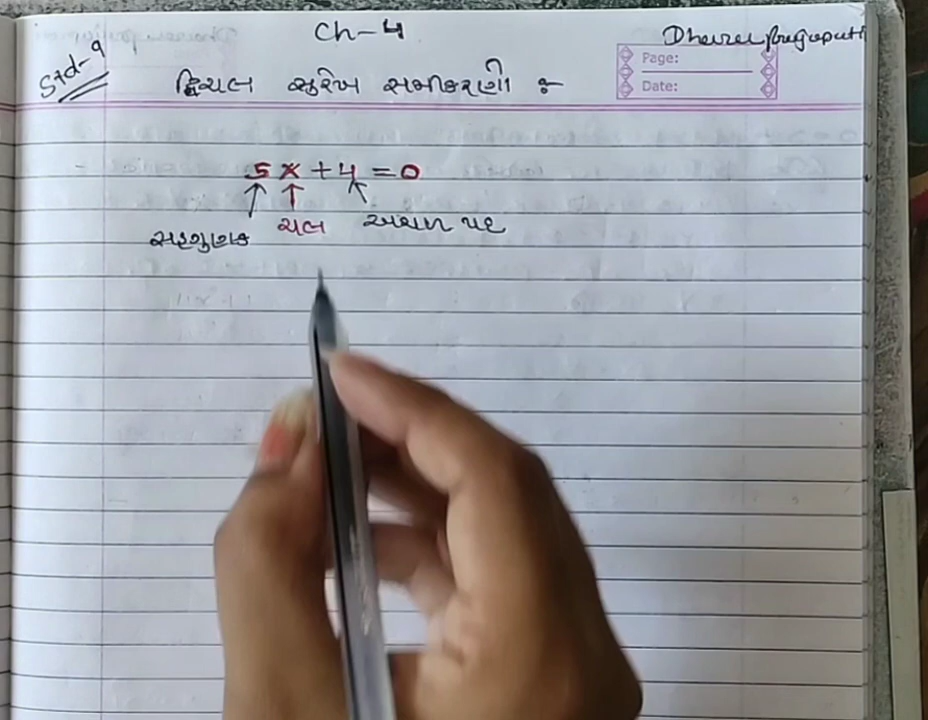 Ch-4
Std-9
દ્વિચલ સુરેખ સમીકરણો :-
Page:
Date:
5x+4=0
સહગુણક ચલ અચળ પદ